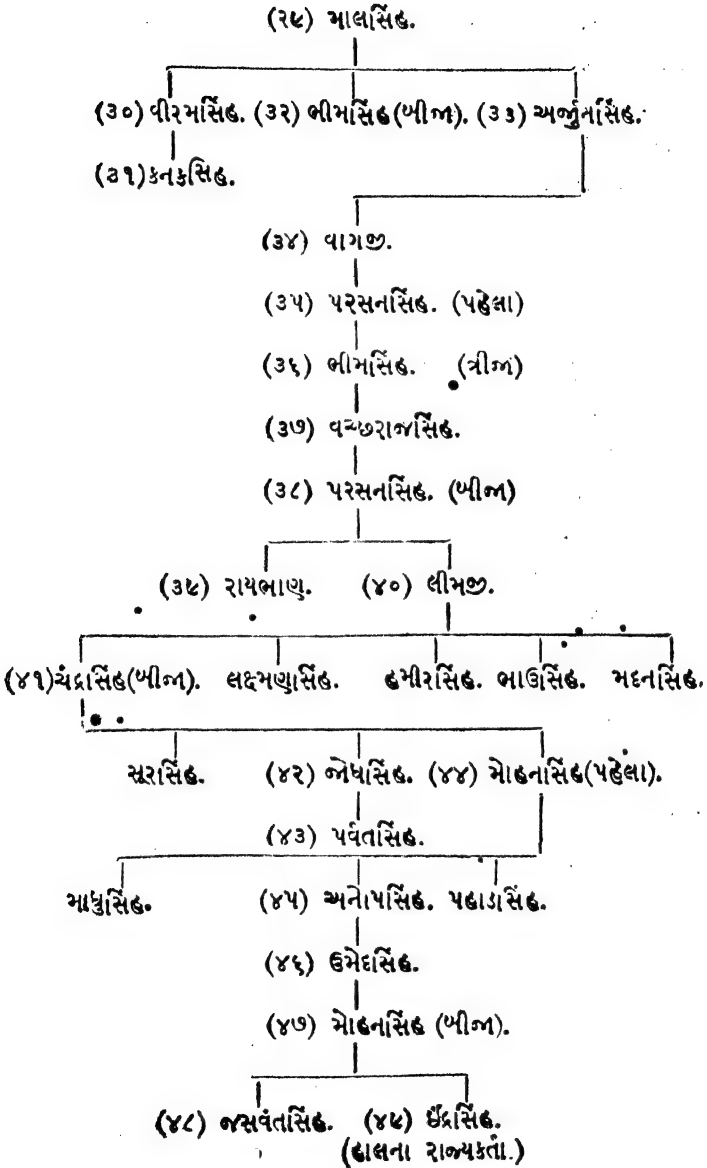 (૨૯) માલસિંહ.
(૩૦) વીરમસિંહ. (૩૨) ભીમસિંહ(બીજા). (૩૩) અર્જુનસિંહ.
(૩૧)કનકસિંહ.
(૩૪) વાગજી.
(૩૫) પરસનસિંહ. (પહેલા)
(૩૬) ભીમસિંહ. (ત્રીજા)
(૩૭) વચ્છરાજસિંહ.
(૩૮) પરસનસિંહ. (બીજા)
(૩૯) રાયભાણ. (૪૦) લીમજી.
(૪૧)ચંદ્રસિંહ(બીજા). લક્ષ્મણસિંહ. હમીરસિંહ. ભાઉસિંહ. મદનસિંહ.
સૂરસિંહ. (૪૨) જોધસિંહ. (૪૪) મોહનસિંહ(પહેલા).
(૪૩) પર્વતસિંહ.
માધુસિંહ. (૪૫) અનોપસિંહ. પહાડસિંહ.
(૪૬) ઉમેદસિંહ.
(૪૭) મોહનસિંહ (બીજા).
(૪૮) જસવંતસિંહ. (૪૯) ઇંદ્રસિંહ.
(હાલના રાજ્યકર્તા.)